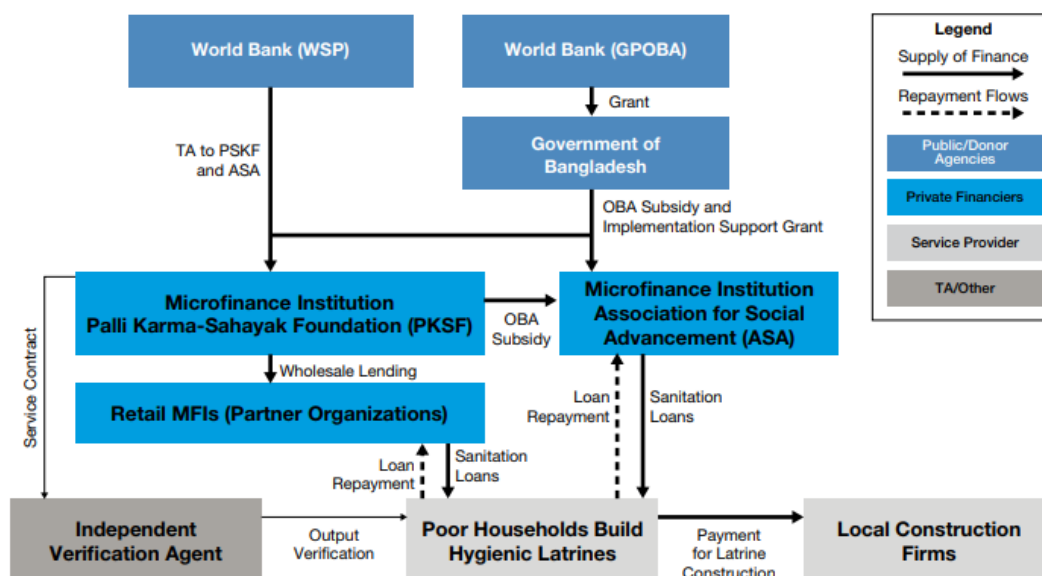 World Bank (WSP)
World Bank (GPOBA)
Grant
TA to PSKF
and ASA
Government of
Bangladesh
OBA Subsidy and
Implementation Support Grant
Microfinance Institution
Palli Karma-Sahayak Foundation (PKSF)
OBA
Subsidy
Microfinance Institution
Association for Social
Advancement (ASA)
Service Contract
Wholesale Lending
Retail MFIs (Partner Organizations)
Loan
Repayment
Sanitation
Loans
Loan
Repayment
Sanitation
Loans
Independent
Verification Agent
Output
Verification
Poor Households Build
Hygienic Latrines
Payment
for Latrine
Construction
Local Construction
Firms
Legend
Supply of Finance
Repayment Flows
Public/Donor
Agencies
Private Financiers
Service Provider
TA/Other